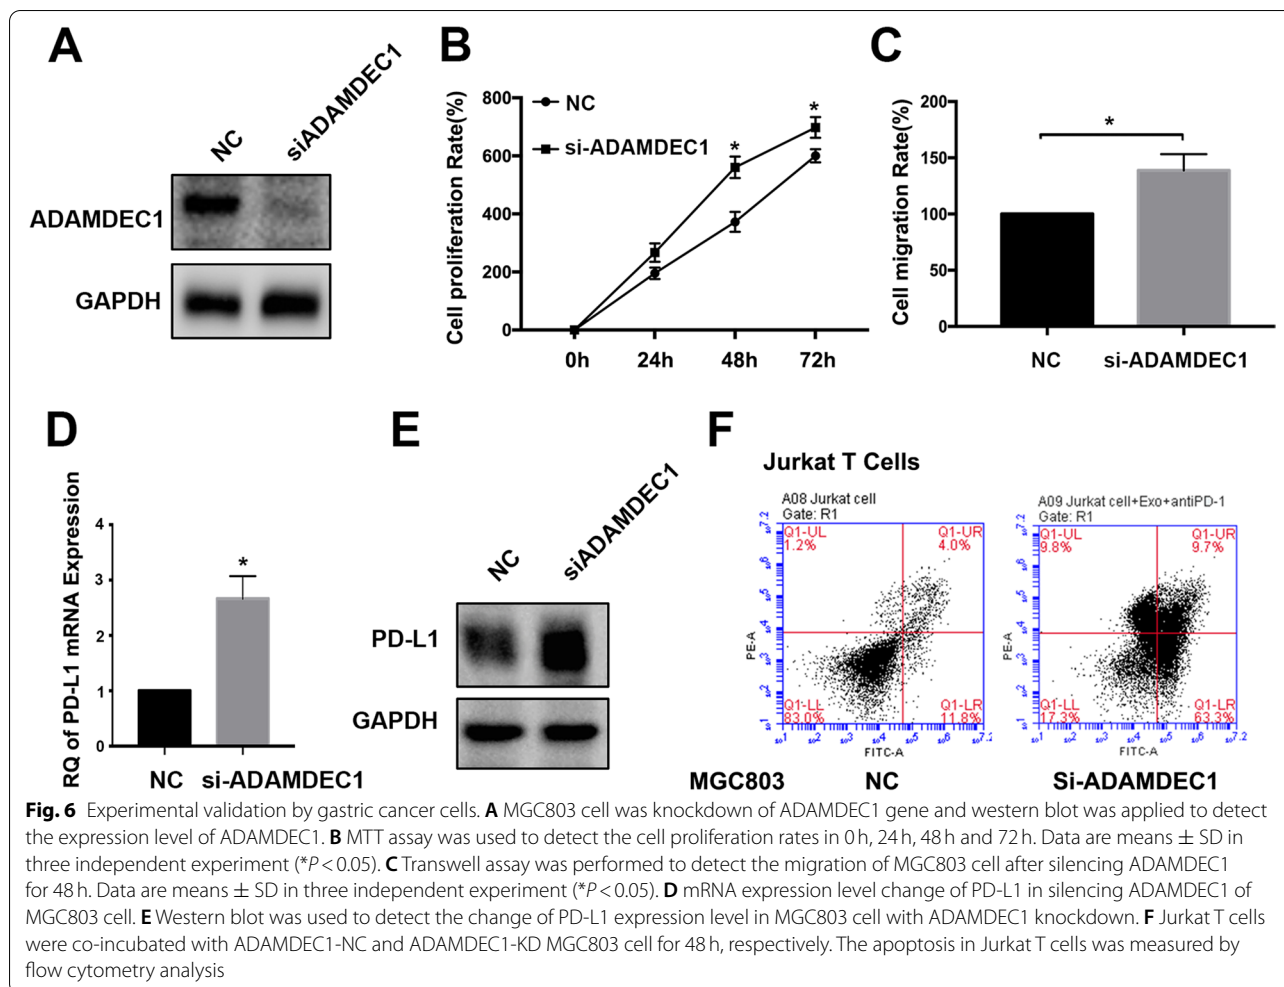 A
NC
siADAMDEC1
ADAMDEC1
GAPDH
B
Cell proliferation Rate(%)
800
600
400
200
0
NC
si-ADAMDEC1
*
*
0h
24h
48h
72h
C
Cell migration Rate(%)
200
150
100
50
0
*
NC
si-ADAMDEC1
D
RQ of PD-L1 mRNA Expression
4
3
2
1
0
*
NC
si-ADAMDEC1
E
NC
siADAMDEC1
PD-L1
GAPDH
F
Jurkat T Cells
A08 Jurkat cell
Gate: R1
Q1-UL
1.2%
Q1-UR
4.0%
Q1-LL
83.0%
Q1-LR
11.8%
PE-A
FITC-A
A09 Jurkat cell+Exo+antiPD-1
Gate: R1
Q1-UL
9.8%
Q1-UR
9.7%
Q1-LL
17.3%
Q1-LR
63.3%
PE-A
FITC-A
MGC803
NC
Si-ADAMDEC1
Fig. 6 Experimental validation by gastric cancer cells. A MGC803 cell was knockdown of ADAMDEC1 gene and western blot was applied to detect
the expression level of ADAMDEC1. B MTT assay was used to detect the cell proliferation rates in 0 h, 24 h, 48 h and 72 h. Data are means ± SD in
three independent experiment (*P < 0.05). C Transwell assay was performed to detect the migration of MGC803 cell after silencing ADAMDEC1
for 48 h. Data are means ± SD in three independent experiment (*P < 0.05). D mRNA expression level change of PD-L1 in silencing ADAMDEC1 of
MGC803 cell. E Western blot was used to detect the change of PD-L1 expression level in MGC803 cell with ADAMDEC1 knockdown. F Jurkat T cells
were co-incubated with ADAMDEC1-NC and ADAMDEC1-KD MGC803 cell for 48 h, respectively. The apoptosis in Jurkat T cells was measured by
flow cytometry analysis